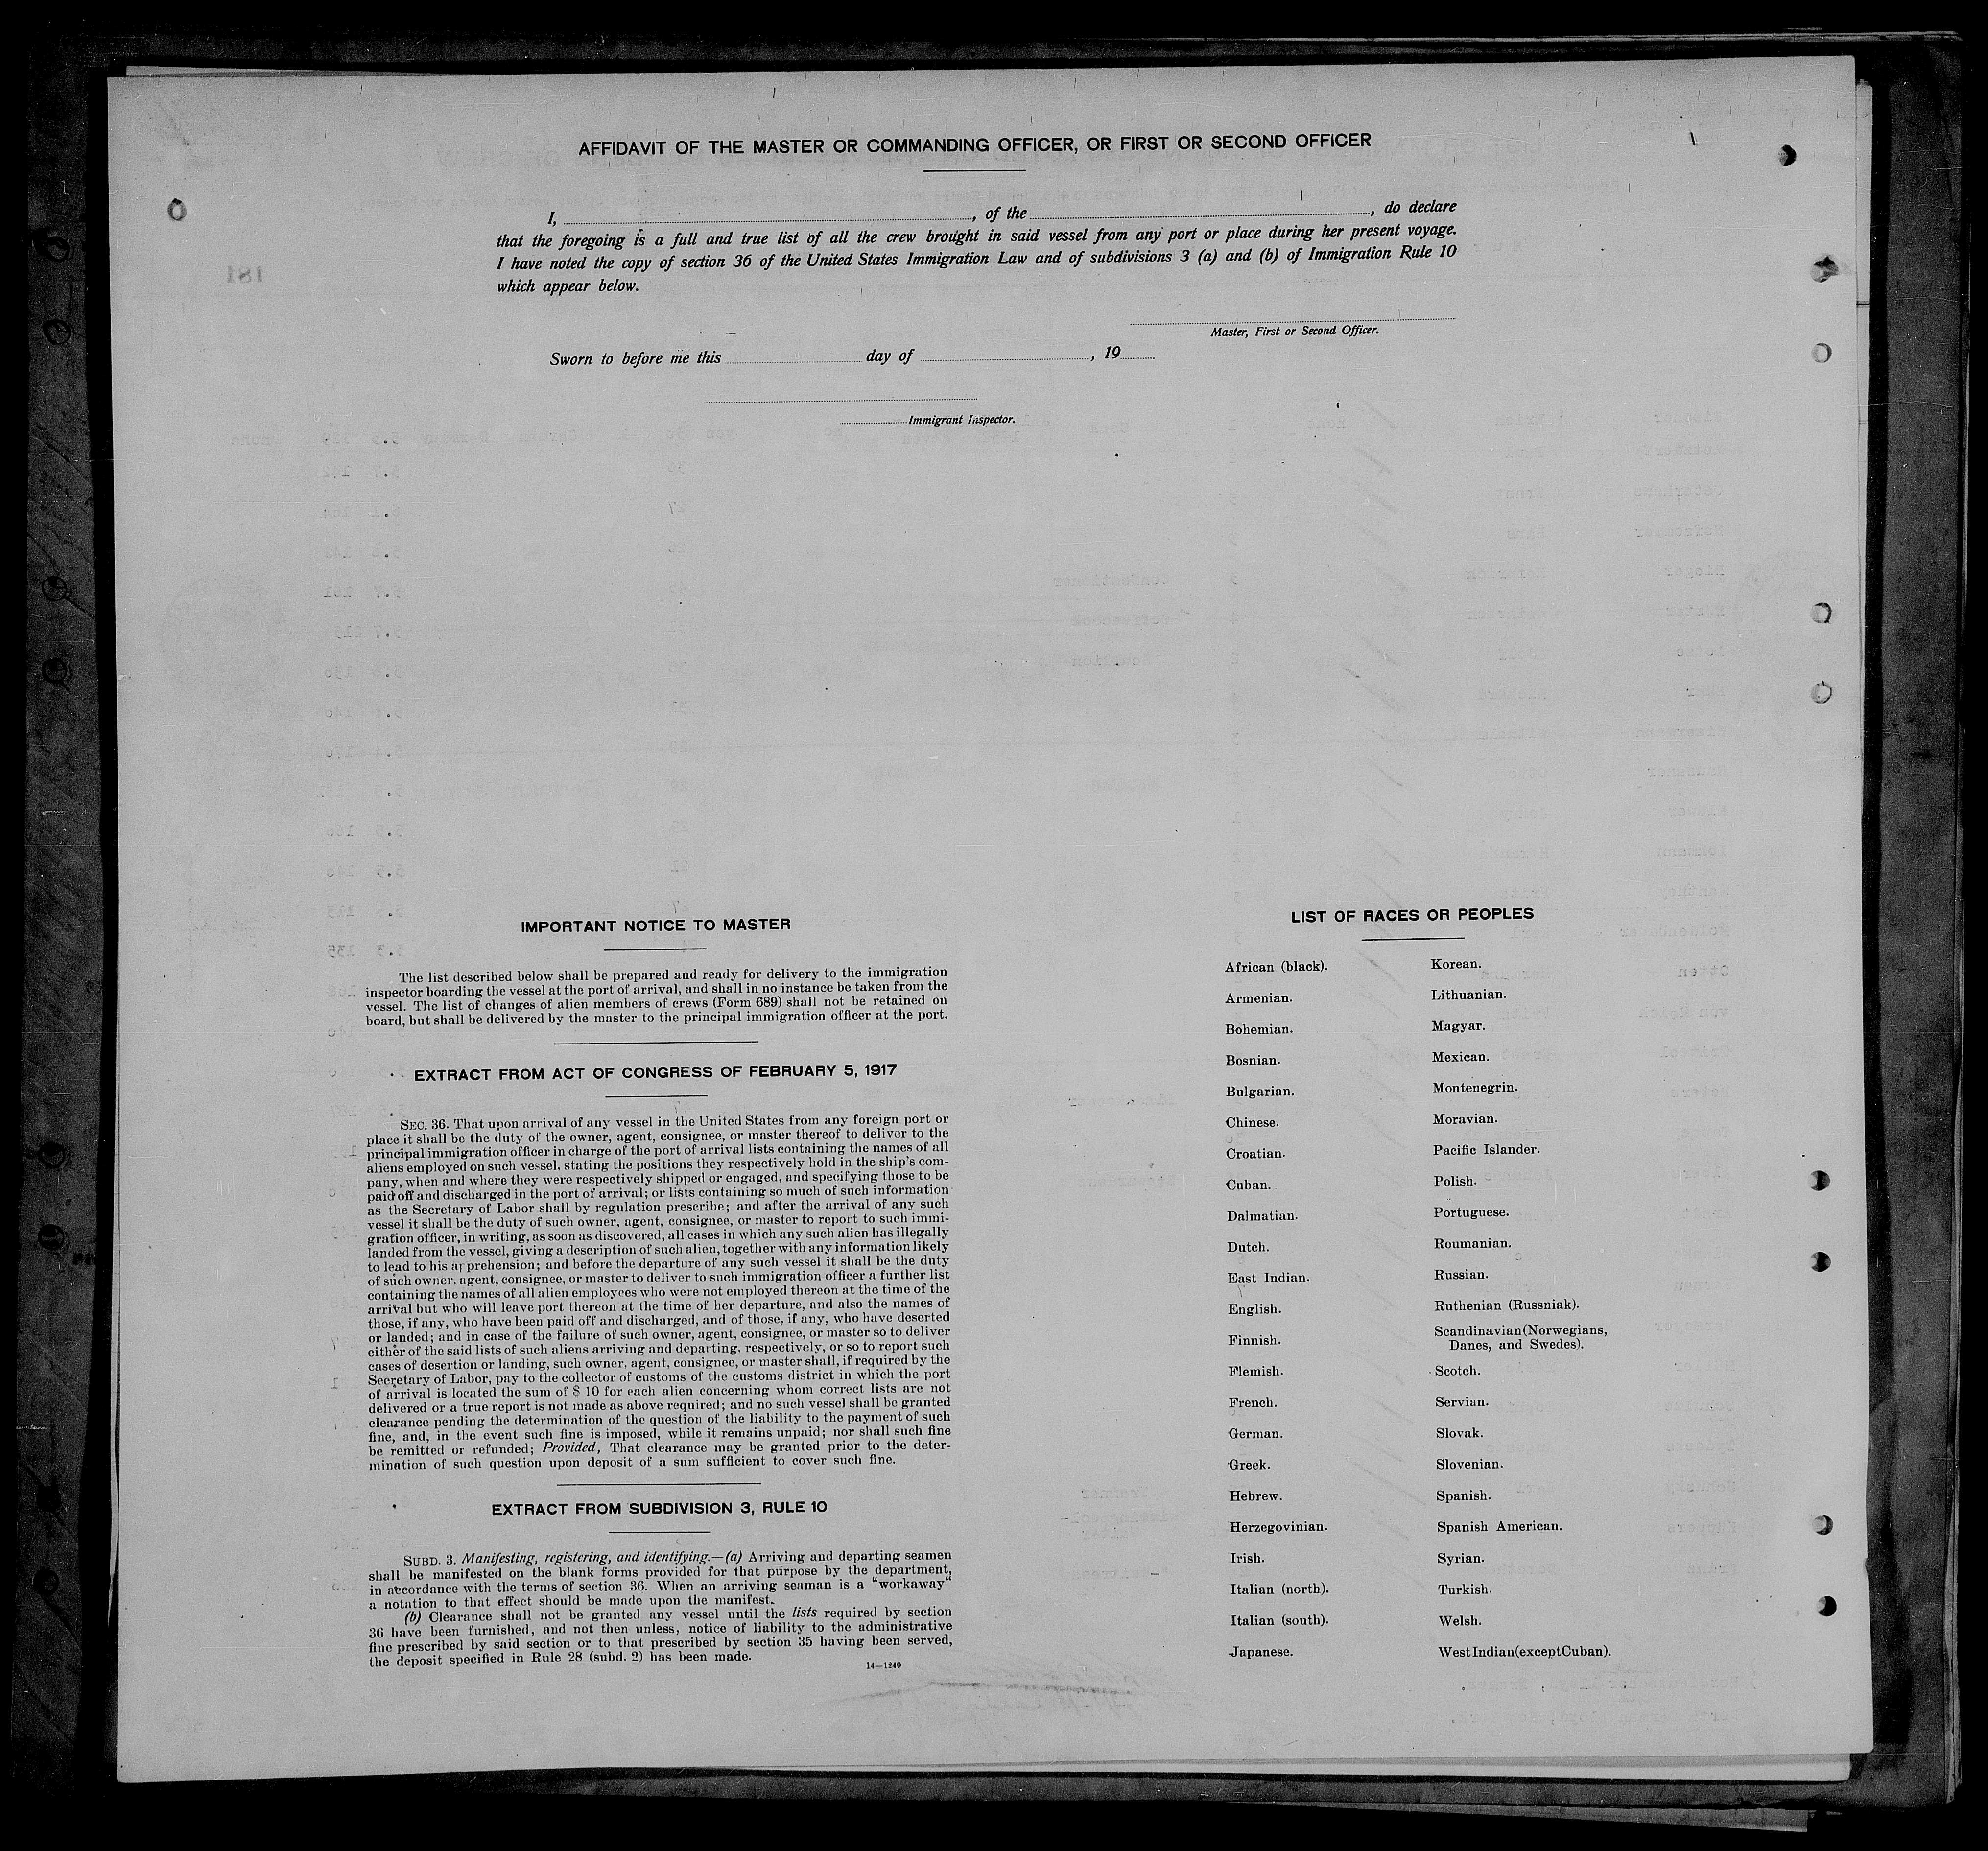 AFFIDAVIT OF THE MASTER OR COMMANDING OFFICER, OR FIRST OR SECOND OFFICER
I, , of the , do declare
that the foregoing is a full and true list of all the crew brought in said vessel from any port or place during her present voyage.
I have noted the copy of section 36 of the United States Immigration Law and of subdivisions 3 (a) and (b) of Immigration Rule 10
which appear below.
Master, First or Second Officer.
Sworn to before me this day of , 19
Immigrant Inspector.
IMPORTANT NOTICE TO MASTER
The list described below shall be prepared and ready for delivery to the immigration
inspector boarding the vessel at the port of arrival, and shall in no instance be taken from the
vessel. The list of changes of alien members of crews (Form 689) shall not be retained on
board, but shall be delivered by the master to the principal immigration officer at the port.
EXTRACT FROM ACT OF CONGRESS OF FEBRUARY 5, 1917
SEC. 36. That upon arrival of any vessel in the United States from any foreign port or
place it shall be the duty of the owner, agent, consignee, or master thereof to deliver to the
principal immigration officer in charge of the port of arrival lists containing the names of all
aliens employed on such vessel, stating the positions they respectively hold in the ship's com-
pany, when and where they were respectively shipped or engaged, and specifying those to be
paid off and discharged in the port of arrival; or lists containing so much of such information
as the Secretary of Labor shall by regulation prescribe; and after the arrival of any such
vessel it shall be the duty of such owner, agent, consignee, or master to report to such immi-
gration officer, in writing, as soon as discovered, all cases in which any such alien has illegally
landed from the vessel, giving a description of such alien, together with any information likely
to lead to his apprehension; and before the departure of any such vessel it shall be the duty
of such owner. agent, consignee, or master to deliver to such immigration officer a further list
containing the names of all alien employees who were not employed thereon at the time of the
arrival but who will leave port thereon at the time of her departure, and also the names of
those, if any, who have been paid off and discharged, and of those, if any, who have deserted
or landed; and in case of the failure of such owner, agent, consignee, or master so to deliver
either of the said lists of such aliens arriving and departing, respectively, or so to report such
cases of desertion or landing, such owner, agent, consignee, or master shall, if required by the
Secretary of Labor, pay to the collector of customs of the customs district in which the port
of arrival is located the sum of $ 10 for each alien concerning whom correct lists are not
delivered or a true report is not made as above required; and no such vessel shall be granted
clearance pending the determination of the question of the liability to the payment of such
fine, and, in the event such fine is imposed, while it remains unpaid; nor shall such fine
be remitted or refunded; Provided, That clearance may be granted prior to the deter-
mination of such question upon deposit of a sum sufficient to cover such fine.
EXTRACT FROM SUBDIVISION 3, RULE 10
SUBD. 3. Manifesting, registering, and identifying.—(a) Arriving and departing seamen
shall be manifested on the blank forms provided for that purpose by the department,
in accordance with the terms of section 36. When an arriving seaman is a "workaway"
a notation to that effect should be made upon the manifest.
(b) Clearance shall not be granted any vessel until the lists required by section
36 have been furnished, and not then unless, notice of liability to the administrative
fine prescribed by said section or to that prescribed by section 35 having been served,
the deposit specified in Rule 28 (subd. 2) has been made.
14—1240
LIST OF RACES OR PEOPLES
African (black).
Armenian.
Bohemian.
Bosnian.
Bulgarian.
Chinese.
Croatian.
Cuban.
Dalmatian.
Dutch.
East Indian.
English.
Finnish.
Flemish.
French.
German.
Greek.
Hebrew.
Herzegovinian.
Irish.
Italian (north).
Italian (south).
Japanese.
Korean.
Lithuanian.
Magyar.
Mexican.
Montenegrin.
Moravian.
Pacific Islander.
Polish.
Portuguese.
Roumanian.
Russian.
Ruthenian (Russniak).
Scandinavian (Norwegians,
Danes, and Swedes).
Scotch.
Servian.
Slovak.
Slovenian.
Spanish.
Spanish American.
Syrian.
Turkish.
Welsh.
West Indian (except Cuban).